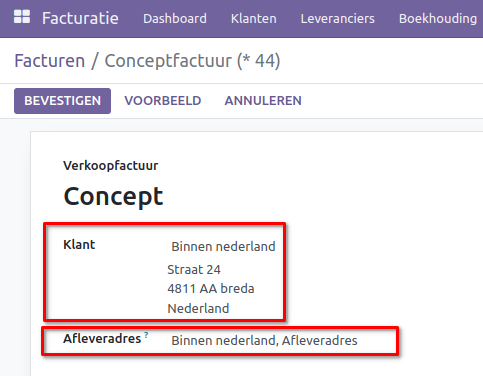 Facturatie Dashboard Klanten Leveranciers Boekhouding
Facturen / Conceptfactuur (* 44)
BEVESTIGEN VOORBEELD ANNULEREN
Verkoopfactuur
Concept
Klant Binnen nederland
Straat 24
4811 AA breda
Nederland
Afleveradres ? Binnen nederland, Afleveradres